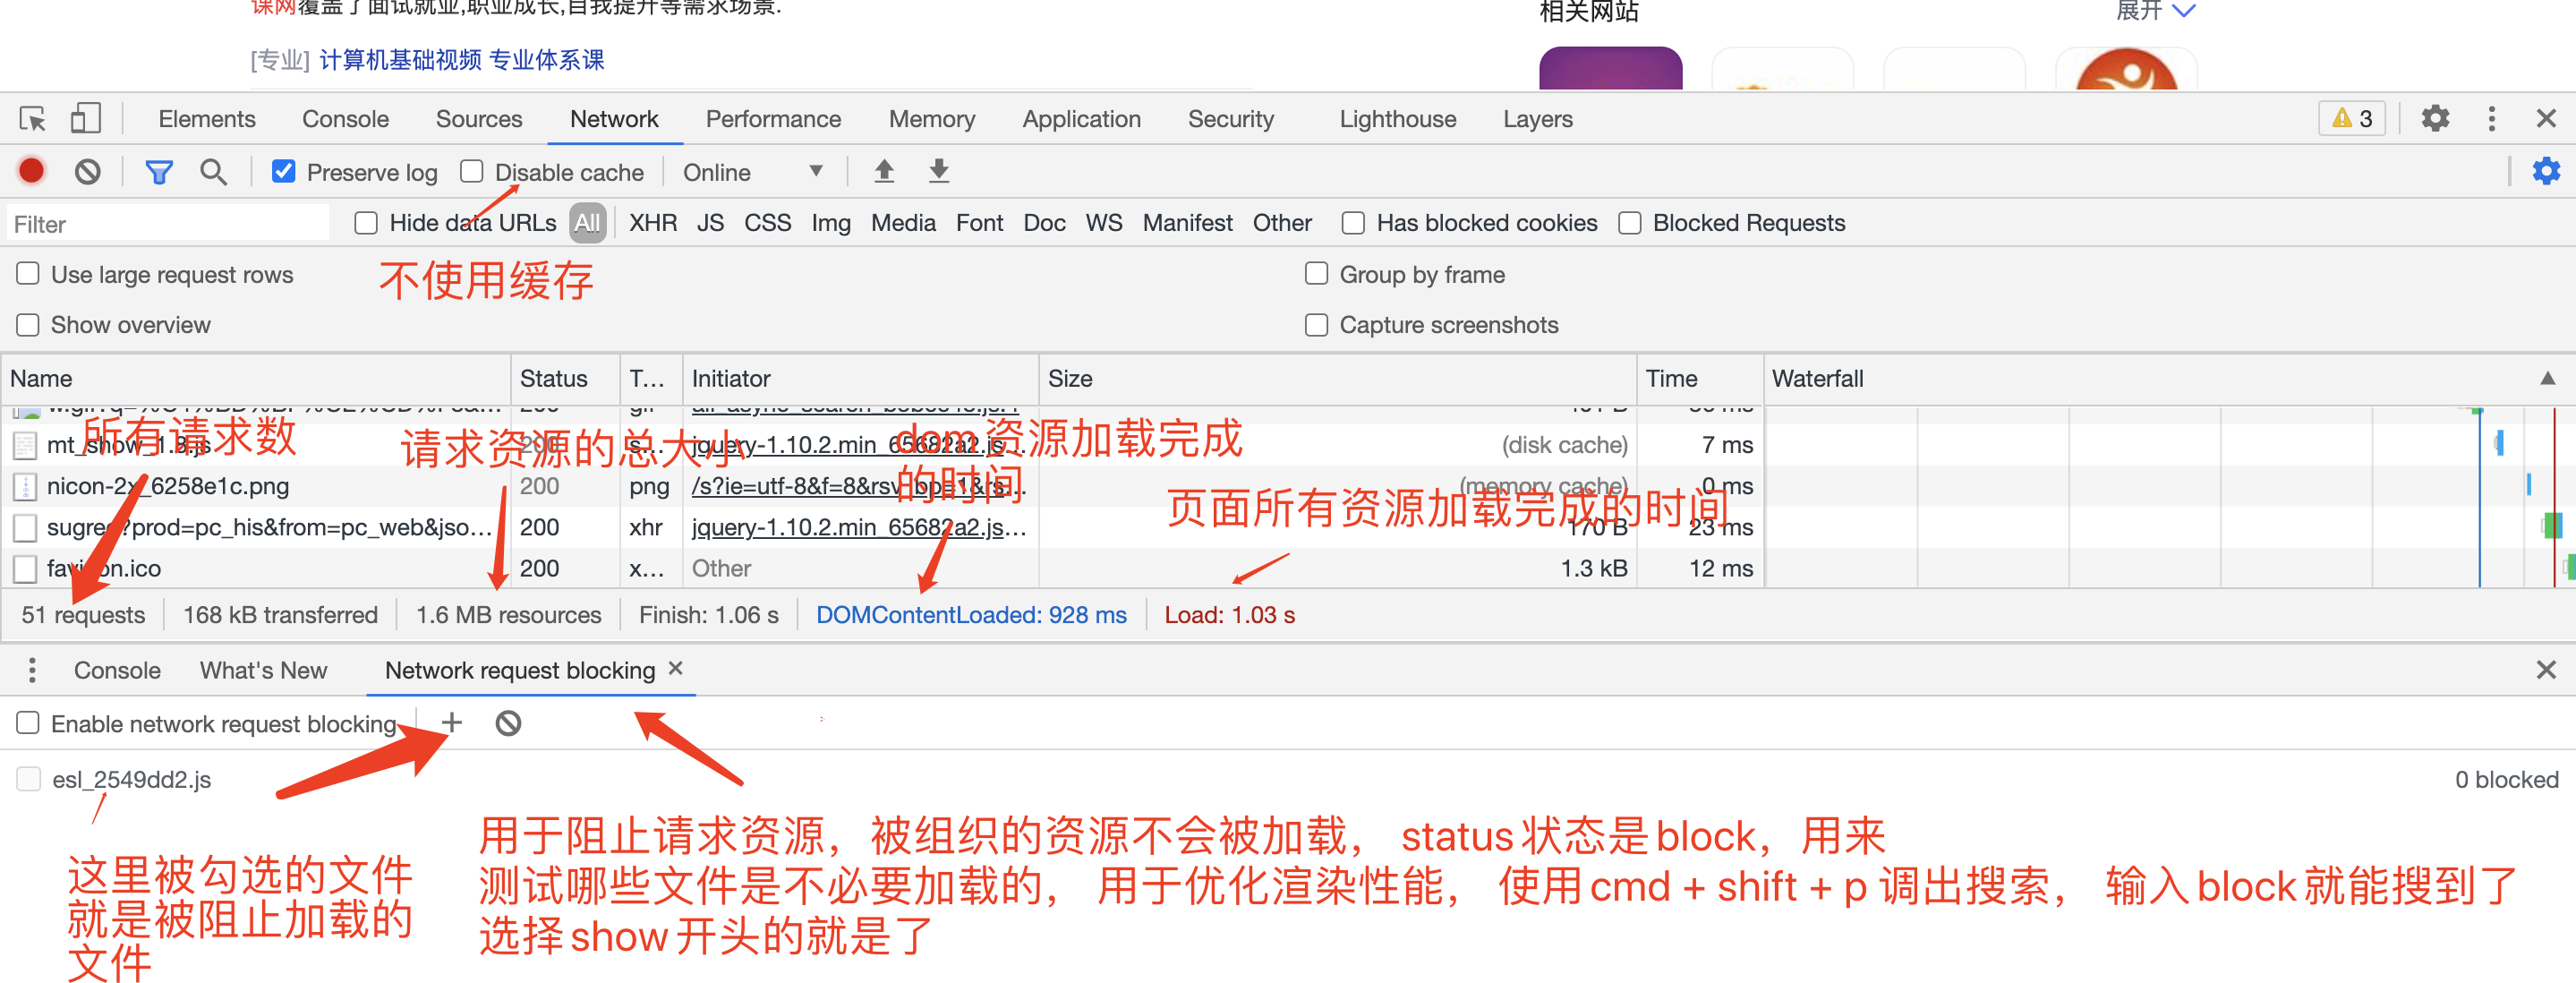 课网覆盖了面试就业,职业成长,自我提升等需求场景.
相关网站
展开
[专业] 计算机基础视频 专业体系课
Elements Console Sources Network Performance Memory Application Security Lighthouse Layers 3
Preserve log Disable cache Online
Filter Hide data URLs All XHR JS CSS Img Media Font Doc WS Manifest Other Has blocked cookies Blocked Requests
Use large request rows
不使用缓存
Group by frame
Show overview
Capture screenshots
Name Status T... Initiator Size Time Waterfall
所有请求数
请求资源的总大小
dom资源加载完成
的时间
页面所有资源加载完成的时间
mt_show_1.8.js 200 s... jquery-1.10.2.min_65682a2.js... (disk cache) 7 ms
nicon-2x_6258e1c.png 200 png /s?ie=utf-8&f=8&rsv_bp=1&rs... (memory cache) 0 ms
sugrec?prod=pc_his&from=pc_web&jso... 200 xhr jquery-1.10.2.min_65682a2.js... 170 B 23 ms
favicon.ico 200 x... Other 1.3 kB 12 ms
51 requests 168 kB transferred 1.6 MB resources Finish: 1.06 s DOMContentLoaded: 928 ms Load: 1.03 s
Console What's New Network request blocking
Enable network request blocking
esl_2549dd2.js 0 blocked
这里被勾选的文件
就是被阻止加载的
文件
用于阻止请求资源，被组织的资源不会被加载， status状态是block，用来
测试哪些文件是不必要加载的， 用于优化渲染性能， 使用cmd + shift + p 调出搜索， 输入block就能搜到了
选择show开头的就是了